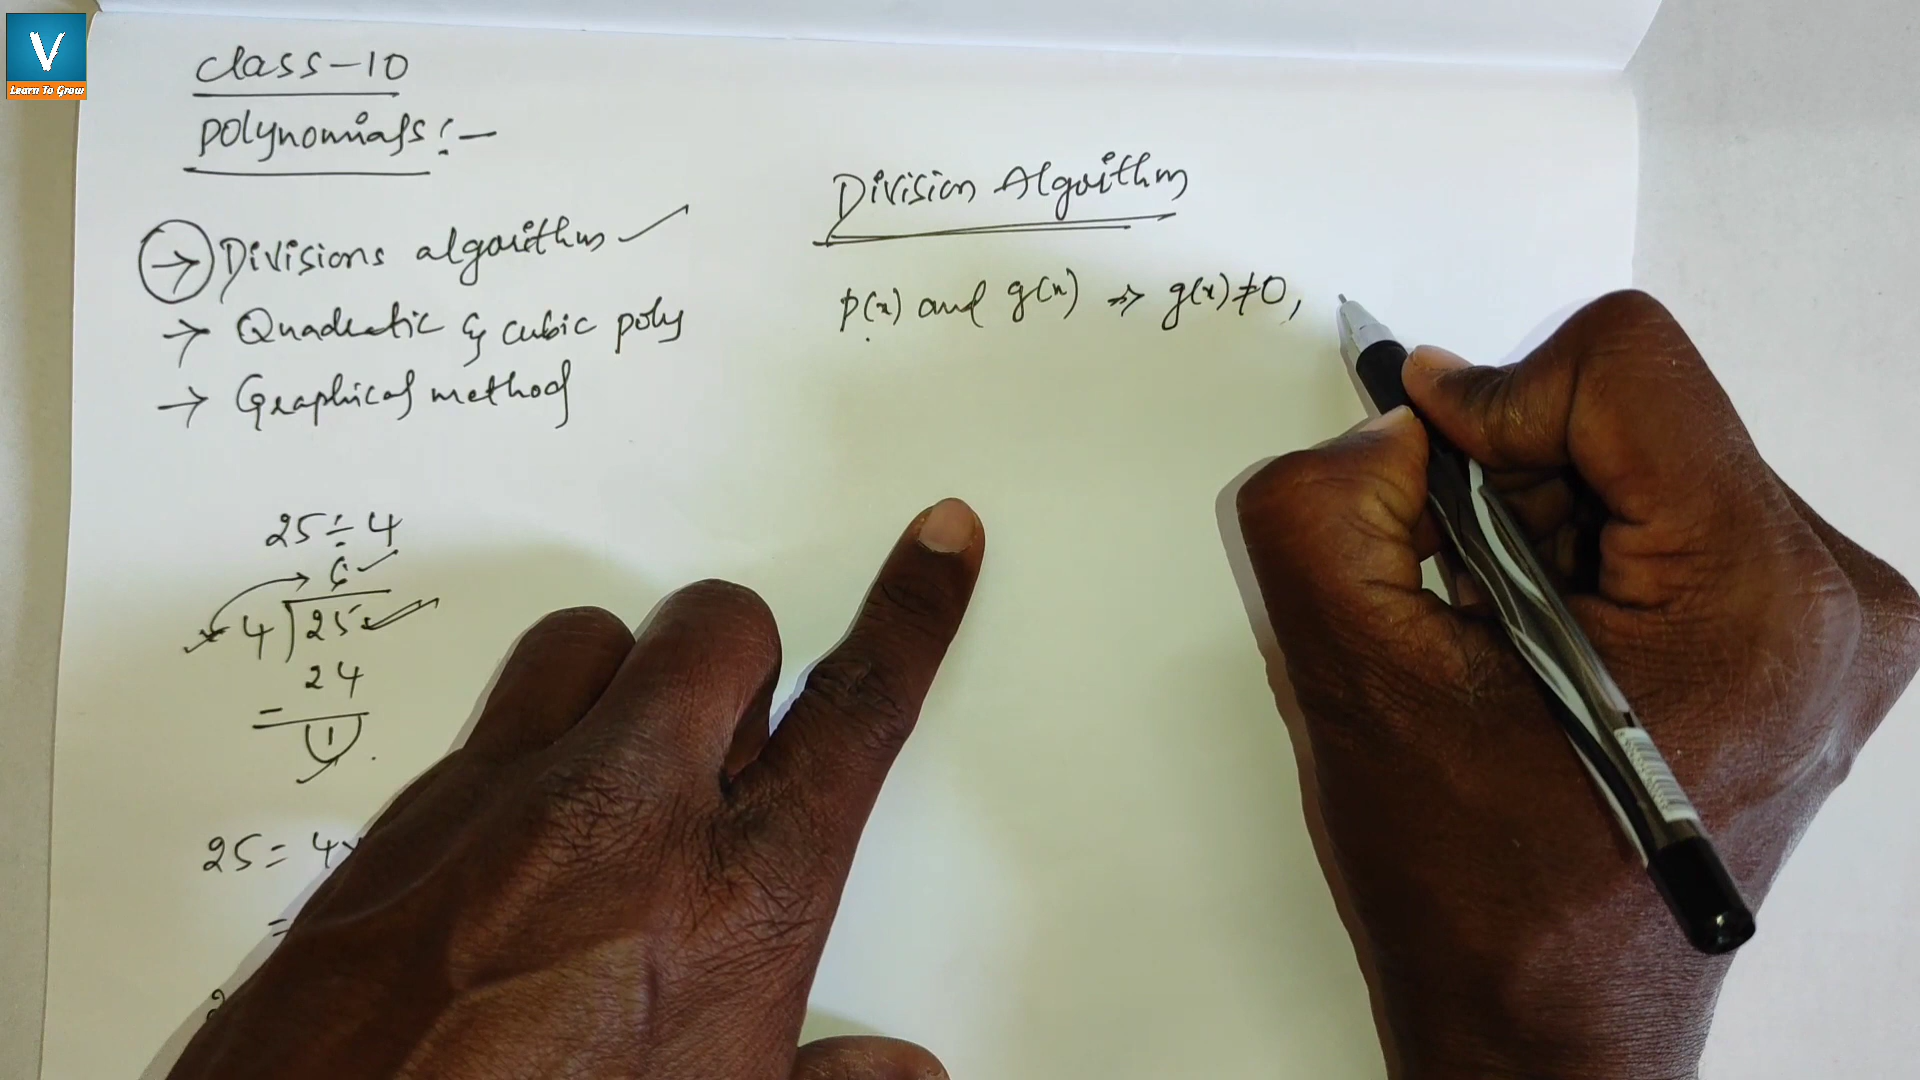 V
Learn To Grow
Class-10
Polynomials:-
→ Divisions algorithm ✓
→ Quadratic & cubic poly
→ Graphical method
25÷4
6
4)25
24
-
1
25= 4×
=
2
Division Algorithm
p(x) and g(x) ⇒ g(x)≠0,